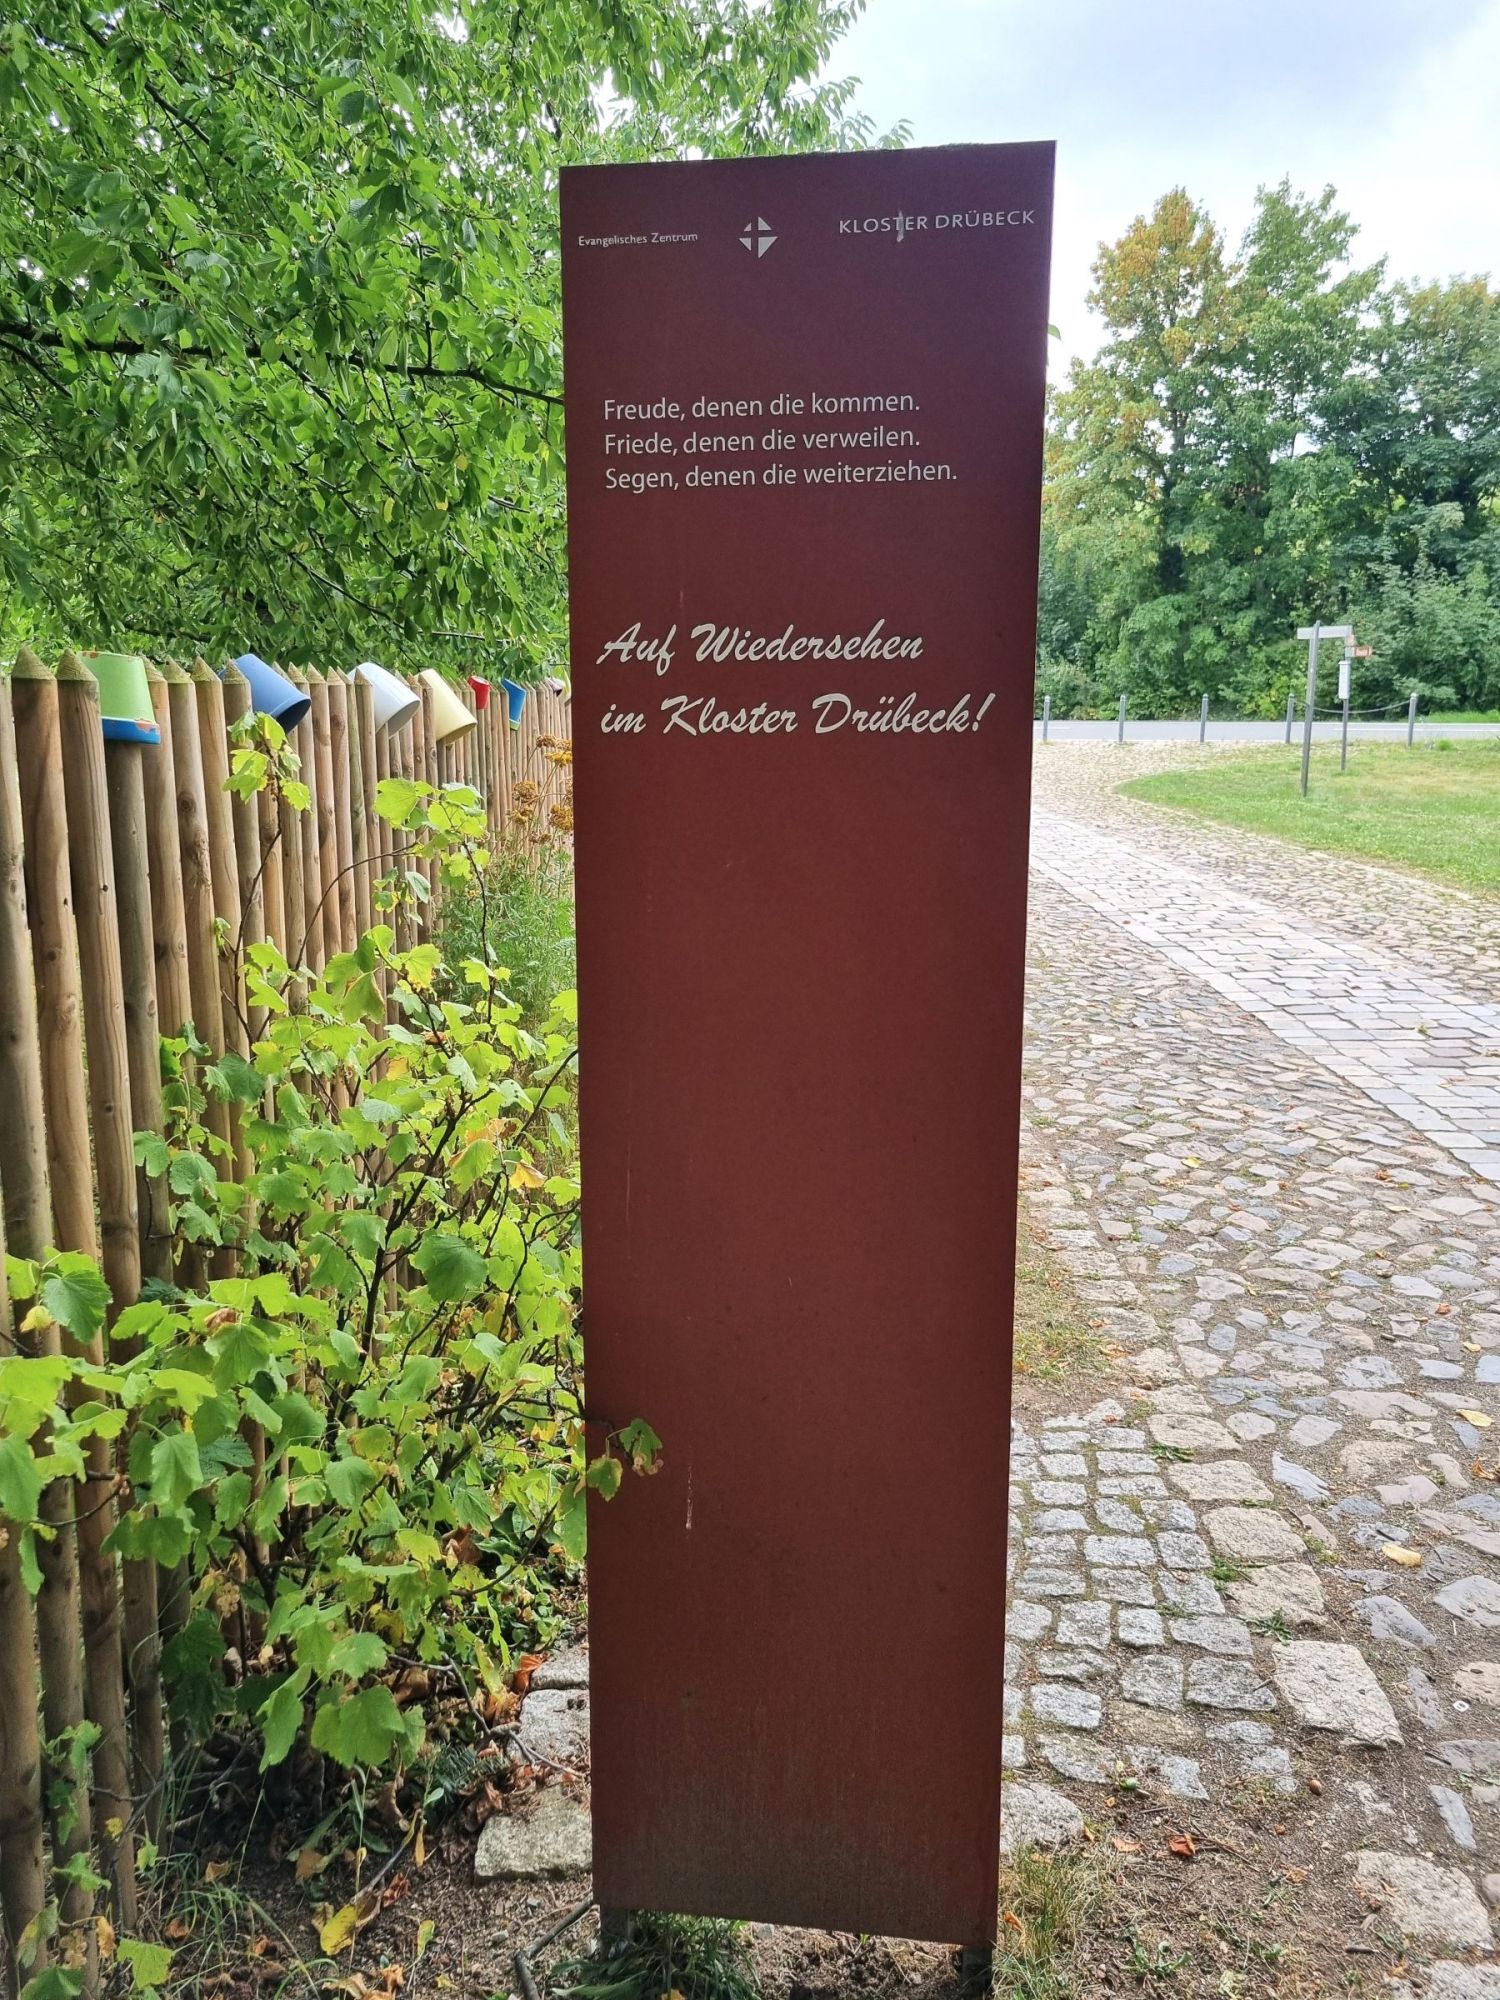 Evangelisches Zentrum
KLOSTER DRÜBECK
Freude, denen die kommen.
Friede, denen die verweilen.
Segen, denen die weiterziehen.
Auf Wiedersehen
im Kloster Drübeck!